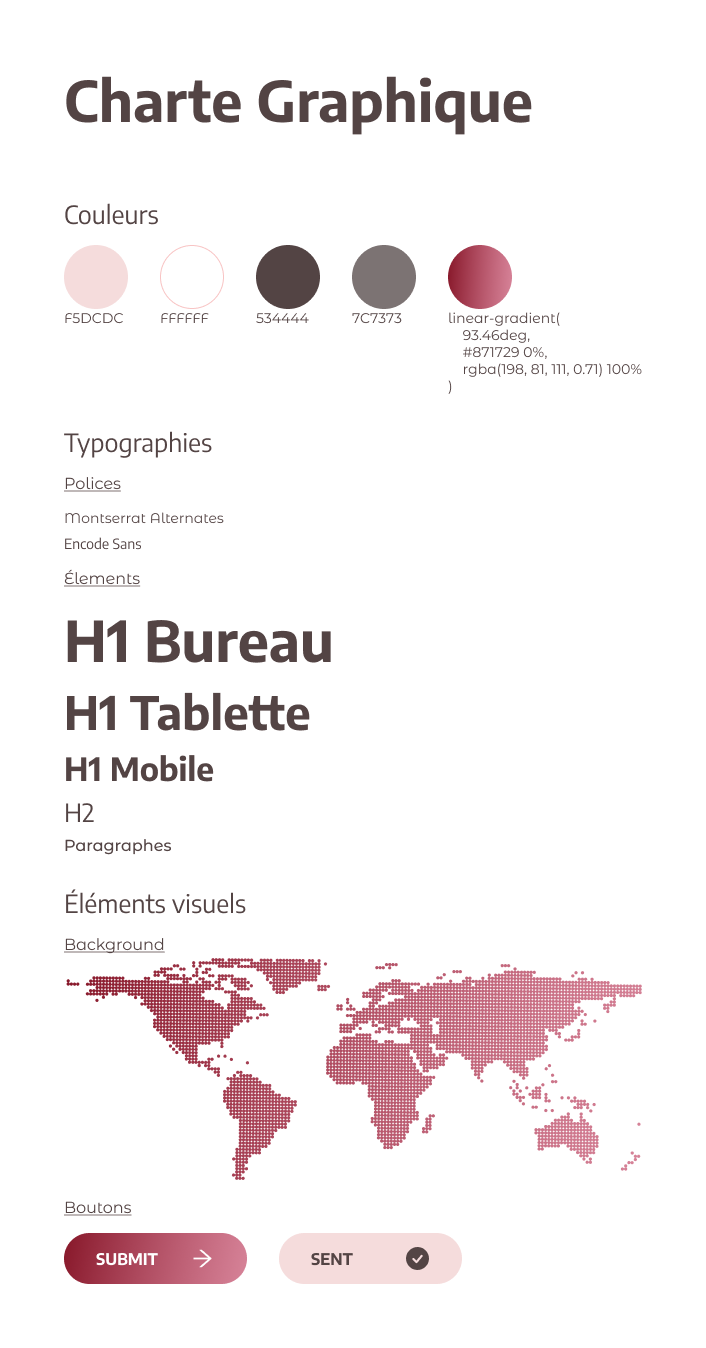 Charte Graphique
Couleurs
F5DCDC
FFFFFF
534444
7C7373
linear-gradient(
93.46deg,
#871729 0%,
rgba(198, 81, 111, 0.71) 100%
)
Typographies
Polices
Montserrat Alternates
Encode Sans
Élements
H1 Bureau
H1 Tablette
H1 Mobile
H2
Paragraphes
Éléments visuels
Background
Boutons
SUBMIT
SENT